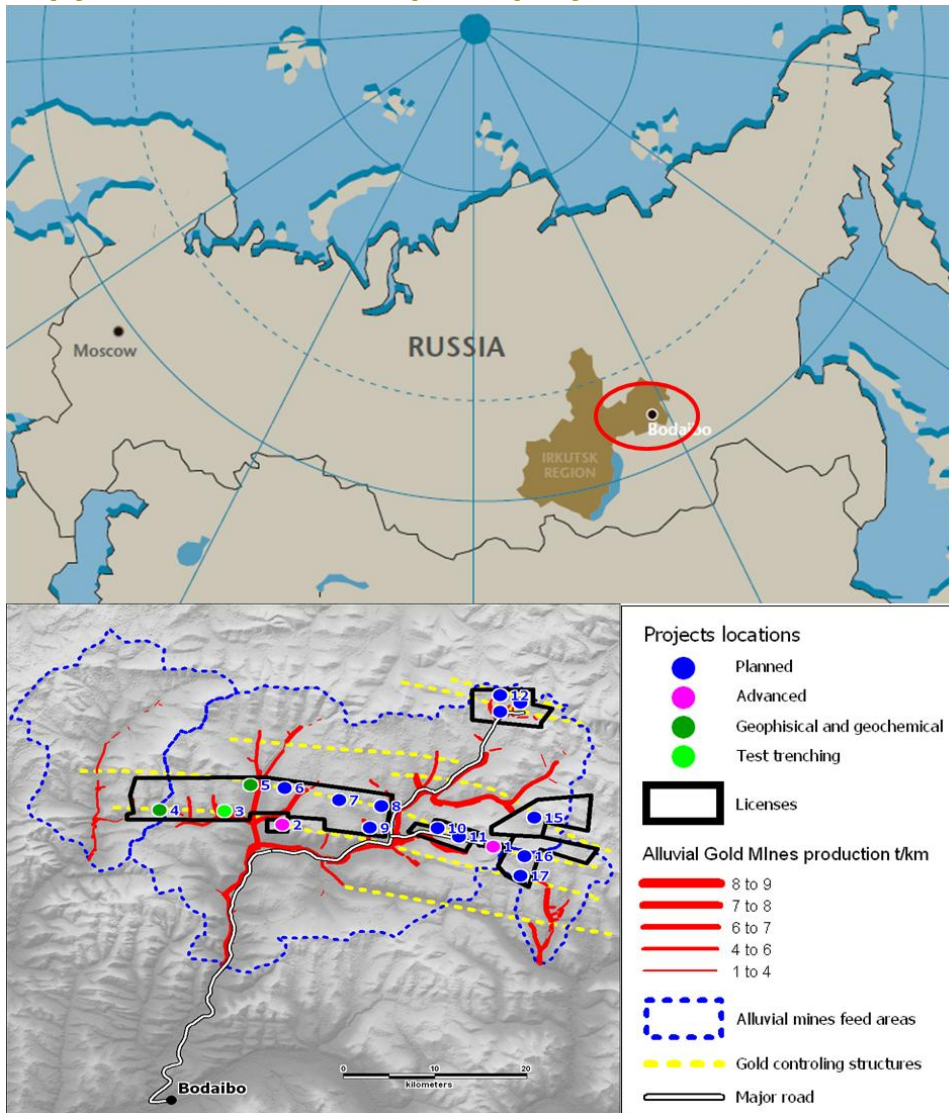 Moscow
RUSSIA
Bodaibo
IRKUTSK
REGION
12
5
6
7
8
4
3
2
9
10
11
1
15
16
17
0 10 20
kilometers
Bodaibo
Projects locations
Planned
Advanced
Geophisical and geochemical
Test trenching
Licenses
Alluvial Gold MInes production t/km
8 to 9
7 to 8
6 to 7
4 to 6
1 to 4
Alluvial mines feed areas
Gold controling structures
Major road